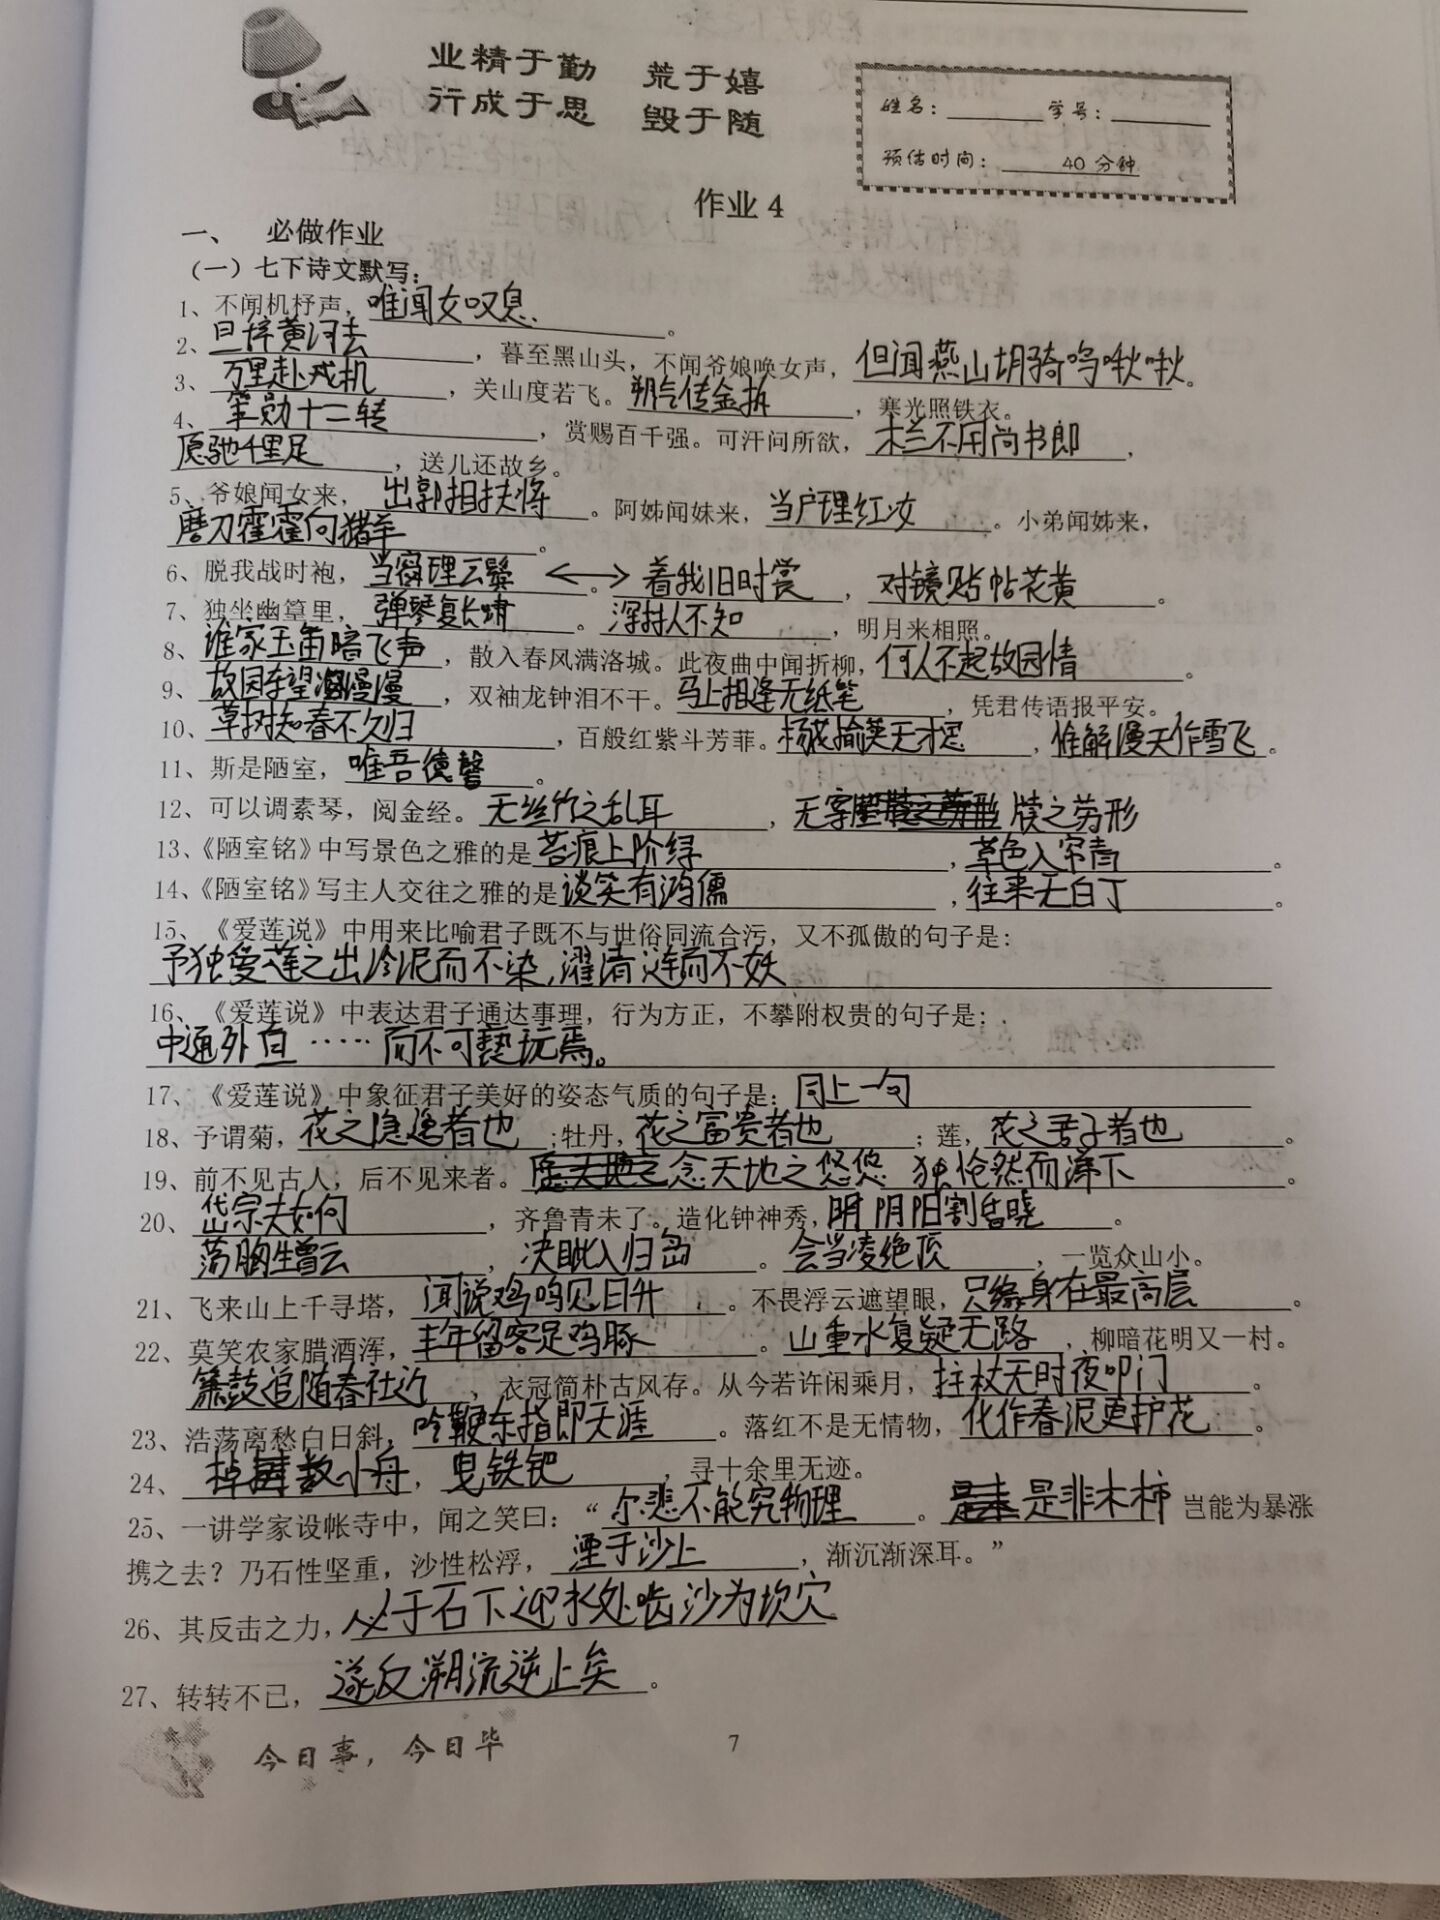 业精于勤 荒于嬉
行成于思 毁于随
姓名：________学号：________
预估时间：____40 分钟
作业 4
一、 必做作业
（一）七下诗文默写：
1、不闻机杼声，唯闻女叹息。
2、旦辞黄河去，暮至黑山头，不闻爷娘唤女声，但闻燕山胡骑鸣啾啾。
3、万里赴戎机，关山度若飞。朔气传金柝，寒光照铁衣。
4、策勋十二转，赏赐百千强。可汗问所欲，木兰不用尚书郎，
愿驰千里足，送儿还故乡。
5、爷娘闻女来，出郭相扶将。阿姊闻妹来，当户理红妆。小弟闻姊来，
磨刀霍霍向猪羊。
6、脱我战时袍，当窗理云鬓←→着我旧时赏，对镜贴帖花黄。
7、独坐幽篁里，弹琴复长啸。深林人不知，明月来相照。
8、谁家玉笛暗飞声，散入春风满洛城。此夜曲中闻折柳，何人不起故园情。
9、故园东望漫漫，双袖龙钟泪不干。马上相逢无纸笔，凭君传语报平安。
10、草树知春不久归，百般红紫斗芳菲。杨花榆荚无才思，惟解漫天作雪飞。
11、斯是陋室，唯吾德馨。
12、可以调素琴，阅金经。无丝竹之乱耳，无案牍之劳形
13、《陋室铭》中写景色之雅的是苔痕上阶绿，草色入帘青。
14、《陋室铭》写主人交往之雅的是谈笑有鸿儒，往来无白丁。
15、《爱莲说》中用来比喻君子既不与世俗同流合污，又不孤傲的句子是：
予独爱莲之出淤泥而不染，濯清涟而不妖
16、《爱莲说》中表达君子通达事理，行为方正，不攀附权贵的句子是：
中通外直……而不可亵玩焉。
17、《爱莲说》中象征君子美好的姿态气质的句子是：同上一句
18、予谓菊，花之隐逸者也；牡丹，花之富贵者也；莲，花之君子者也。
19、前不见古人；后不见来者。念天地之悠悠 独怆然而涕下。
20、岱宗夫如何，齐鲁青未了。造化钟神秀，阴阳割昏晓。
荡胸生曾云，决眦入归鸟。会当凌绝顶，一览众山小。
21、飞来山上千寻塔，闻说鸡鸣见日升。不畏浮云遮望眼，只缘身在最高层。
22、莫笑农家腊酒浑，丰年留客足鸡豚。山重水复疑无路，柳暗花明又一村。
箫鼓追随春社近，衣冠简朴古风存。从今若许闲乘月，拄杖无时夜叩门。
23、浩荡离愁白日斜，吟鞭东指即天涯。落红不是无情物，化作春泥更护花。
24、棹数小舟，曳铁钯，寻十余里无迹。
25、一讲学家设帐寺中，闻之笑曰：“尔悲不能究物理。是非木杮岂能为暴涨
携之去？乃石性坚重，沙性松浮，湮于沙上，渐沉渐深耳。”
26、其反击之力，必于石下迎水处啮沙为坎穴
27、转转不已，遂反溯流逆上矣。
今日事，今日毕
7